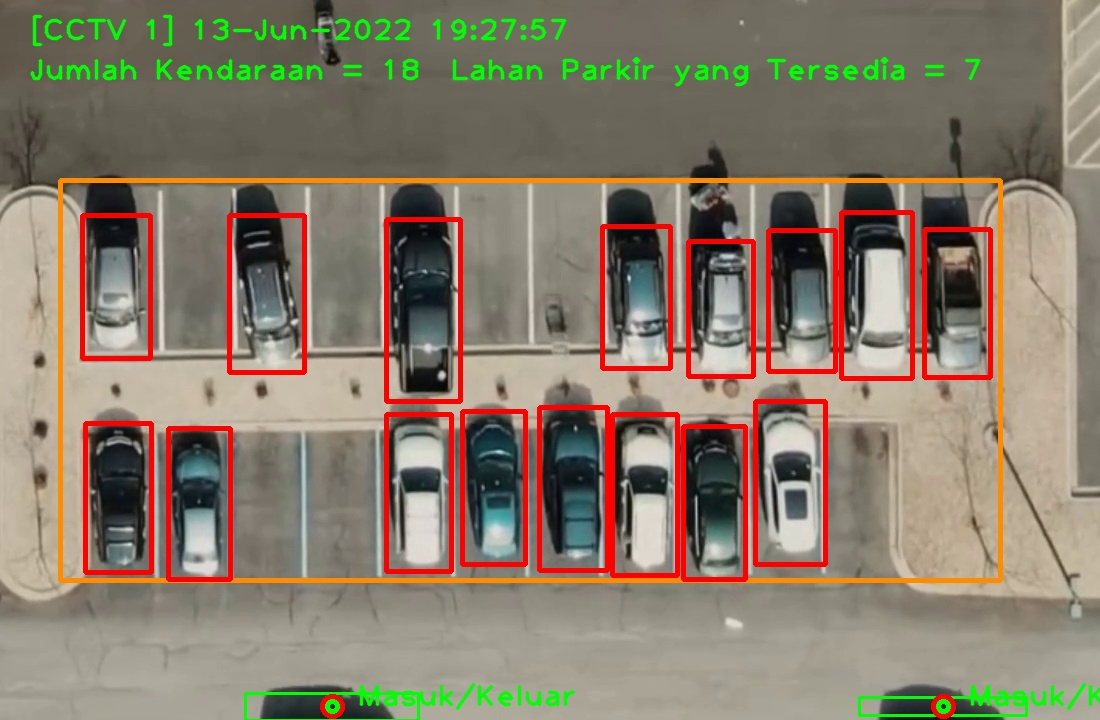 [CCTV 1] 13-Jun-2022 19:27:57
Jumlah Kendaraan = 18  Lahan Parkir yang Tersedia = 7
Masuk/Keluar
Masuk/K